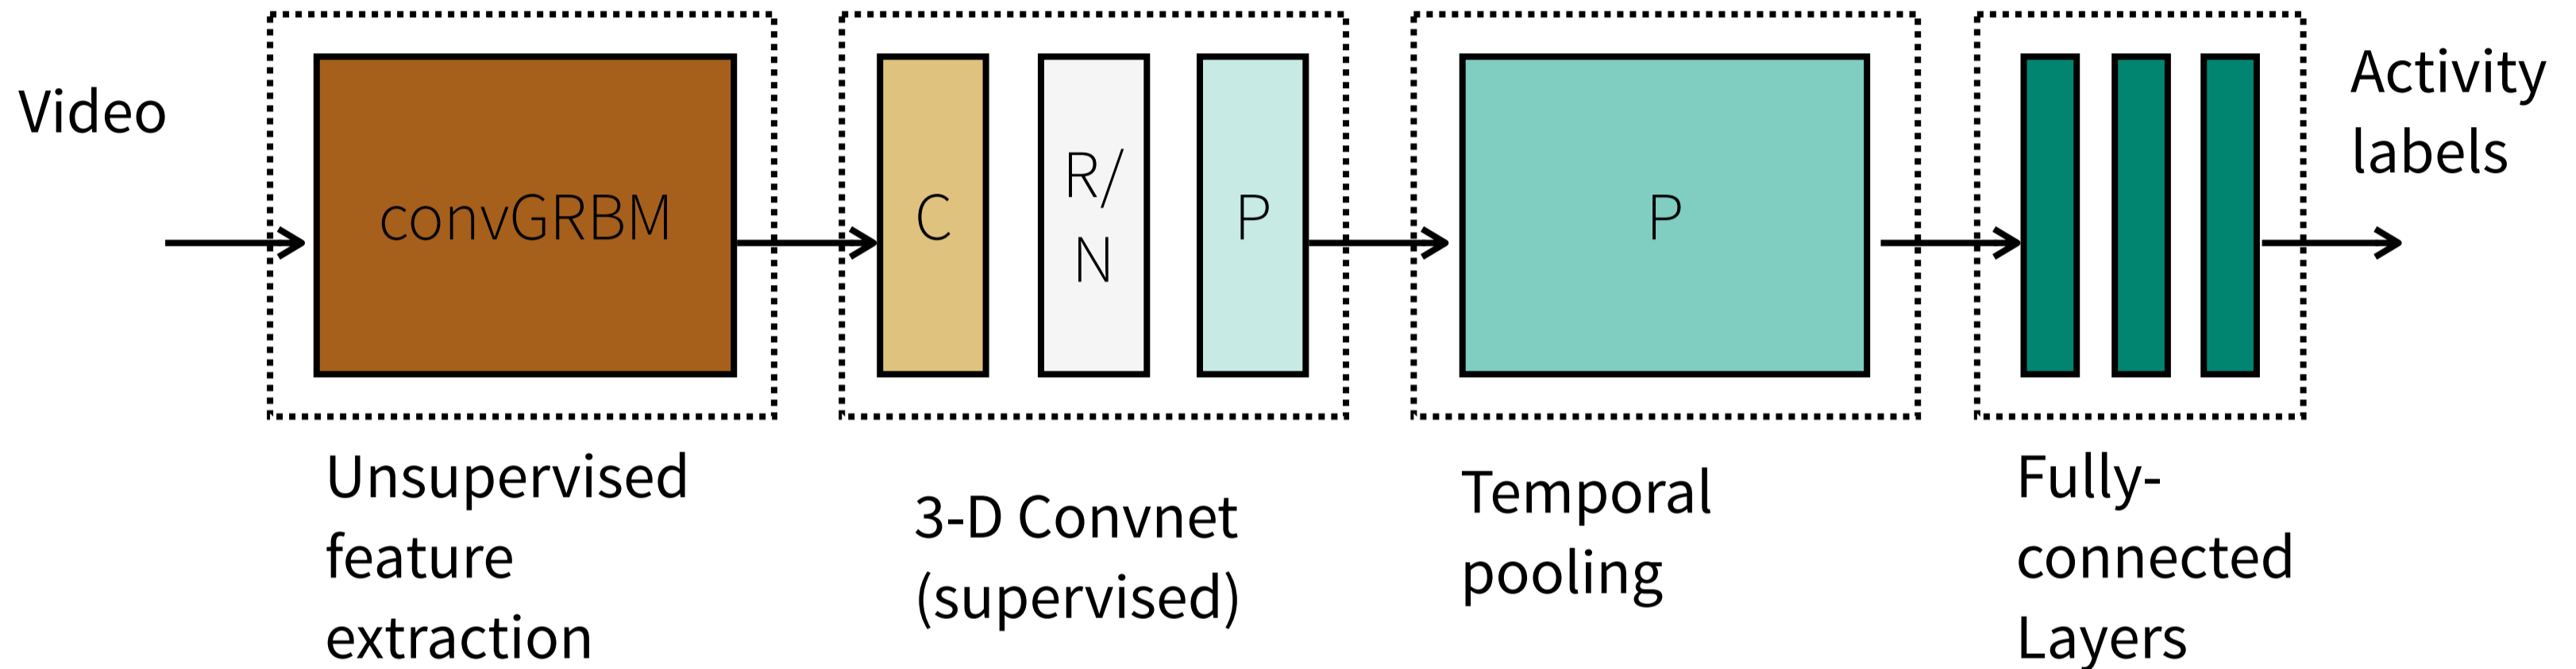 Video
convGRBM
C
R/
N
P
P
Activity
labels
Unsupervised
feature
extraction
3-D Convnet
(supervised)
Temporal
pooling
Fully-
connected
Layers